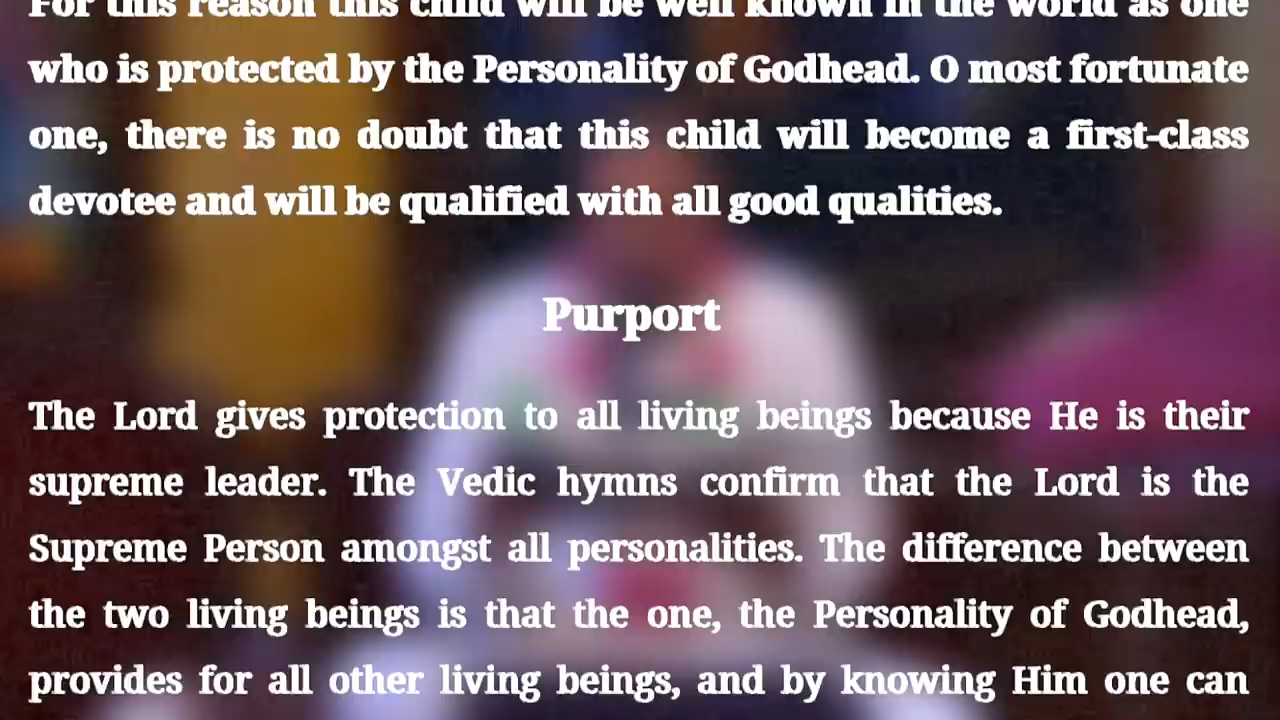 For this reason this child will be well known in the world as one
who is protected by the Personality of Godhead. O most fortunate
one, there is no doubt that this child will become a first-class
devotee and will be qualified with all good qualities.
Purport
The Lord gives protection to all living beings because He is their
supreme leader. The Vedic hymns confirm that the Lord is the
Supreme Person amongst all personalities. The difference between
the two living beings is that the one, the Personality of Godhead,
provides for all other living beings, and by knowing Him one can